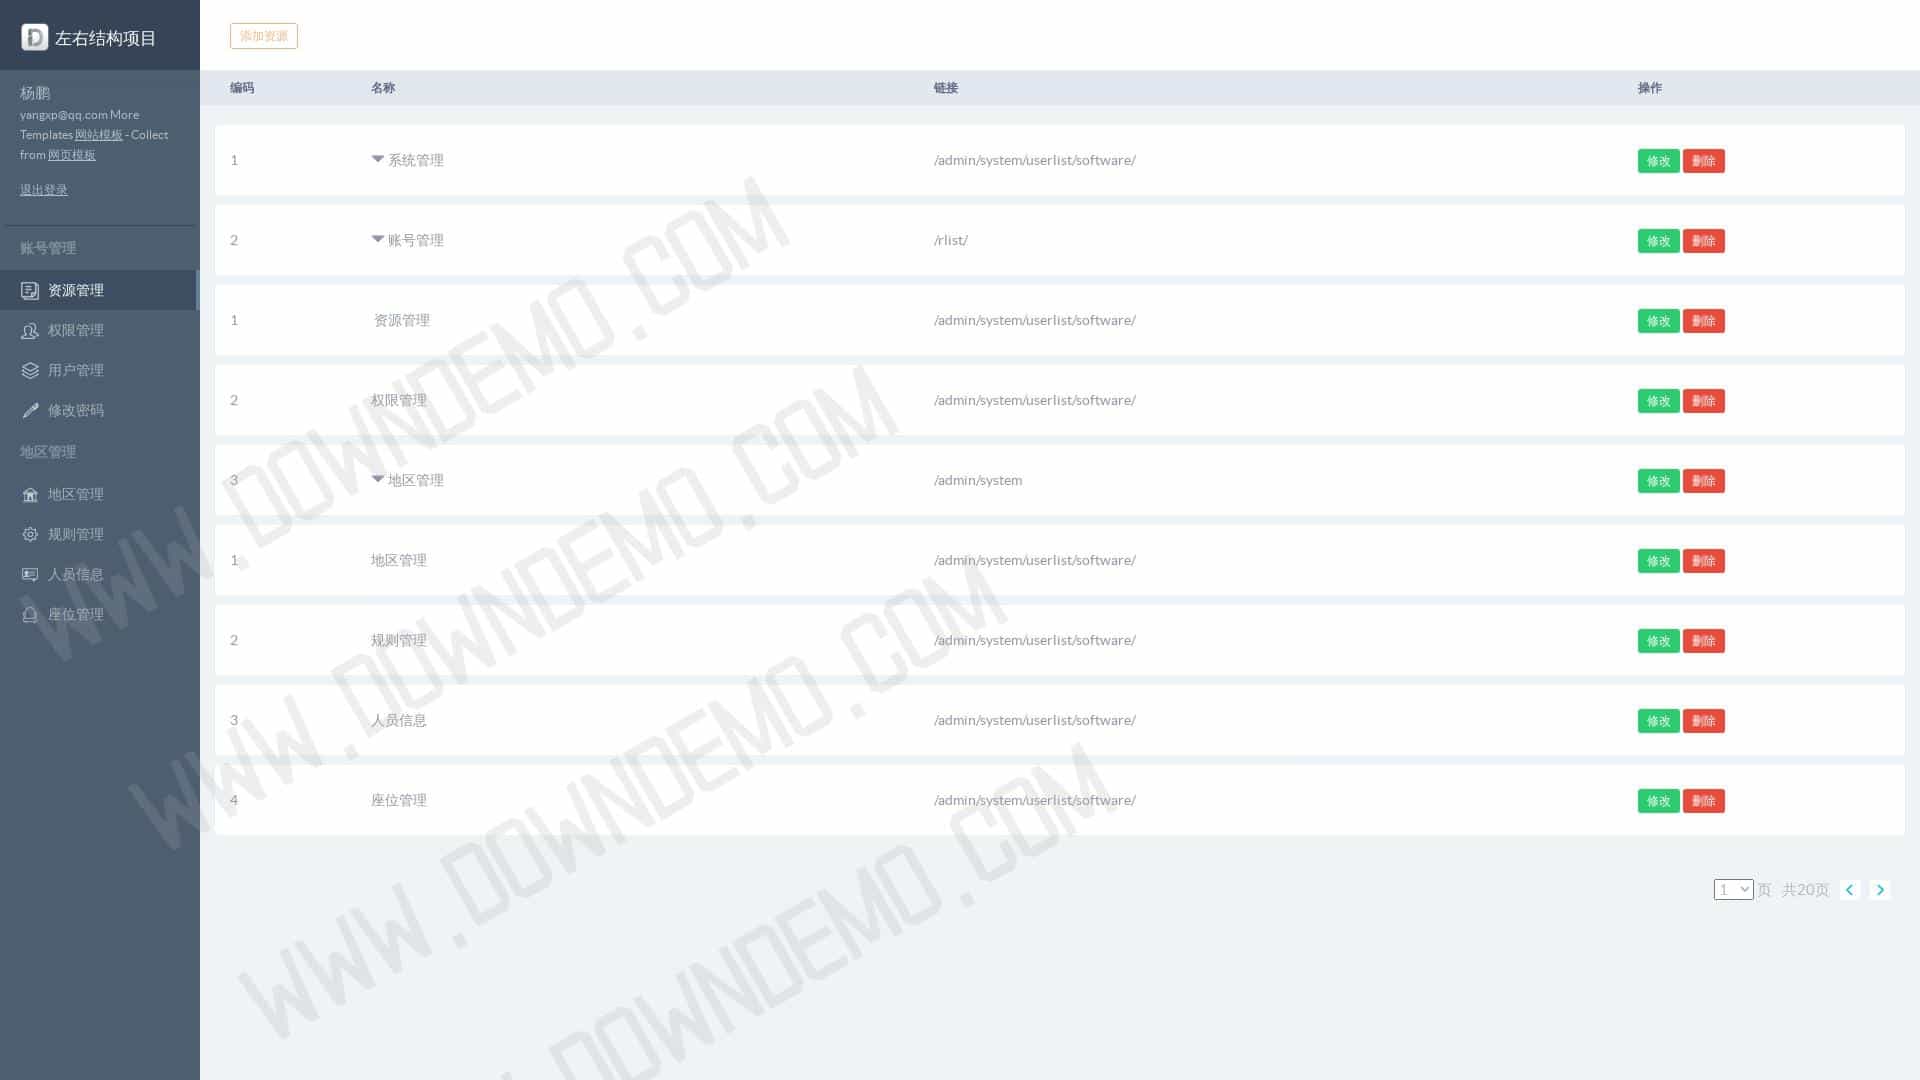 左右结构项目
杨鹏
yangxp@qq.com More
Templates 网站模板 - Collect
from 网页模板
退出登录
账号管理
资源管理
权限管理
用户管理
修改密码
地区管理
地区管理
规则管理
人员信息
座位管理
添加资源
编码 名称 链接 操作
1 系统管理 /admin/system/userlist/software/ 修改 删除
2 账号管理 /rlist/ 修改 删除
1 资源管理 /admin/system/userlist/software/ 修改 删除
2 权限管理 /admin/system/userlist/software/ 修改 删除
3 地区管理 /admin/system 修改 删除
1 地区管理 /admin/system/userlist/software/ 修改 删除
2 规则管理 /admin/system/userlist/software/ 修改 删除
3 人员信息 /admin/system/userlist/software/ 修改 删除
4 座位管理 /admin/system/userlist/software/ 修改 删除
1 页 共20页
WWW.DOWNDEMO.COM
WWW.DOWNDEMO.COM
WWW.DOWNDEMO.COM
DOWNDEMO.COM